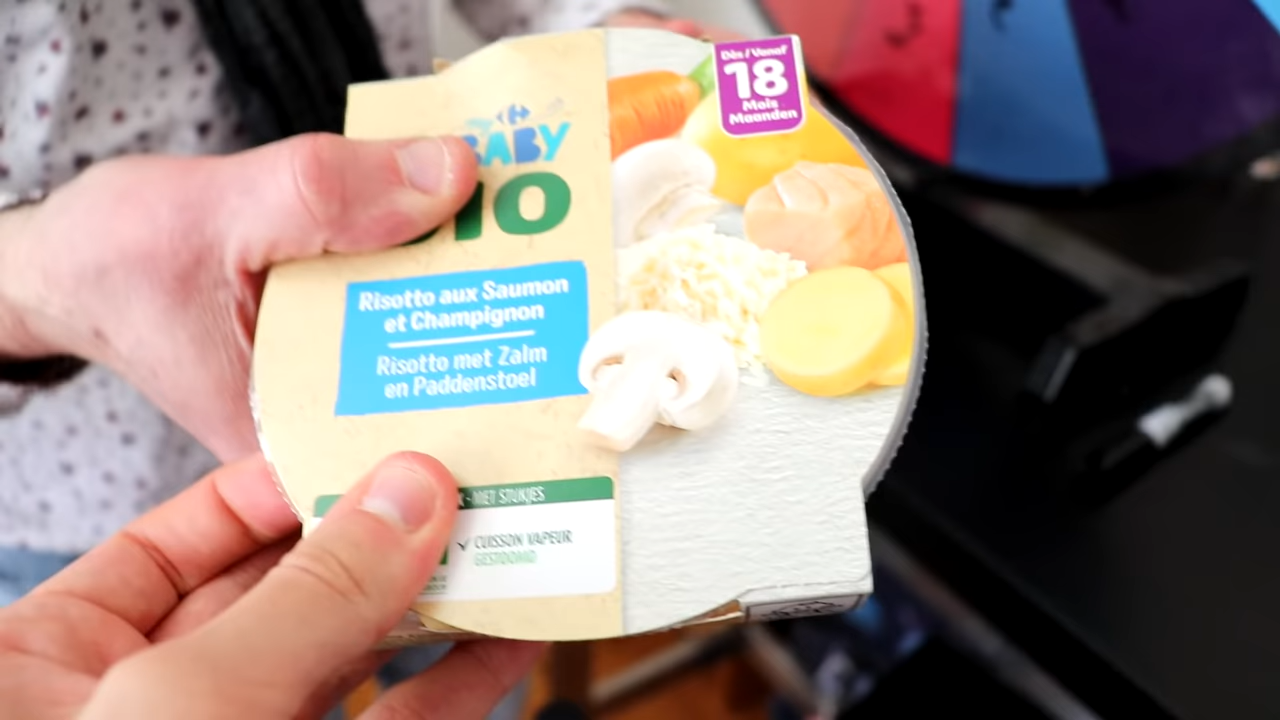 Dès / Vanaf
18
Mois
Maanden
BABY
IO
Risotto aux Saumon
et Champignon
Risotto met Zalm
en Paddenstoel
- MET STUKJES
✓ CUISSON VAPEUR
GESTOOMD